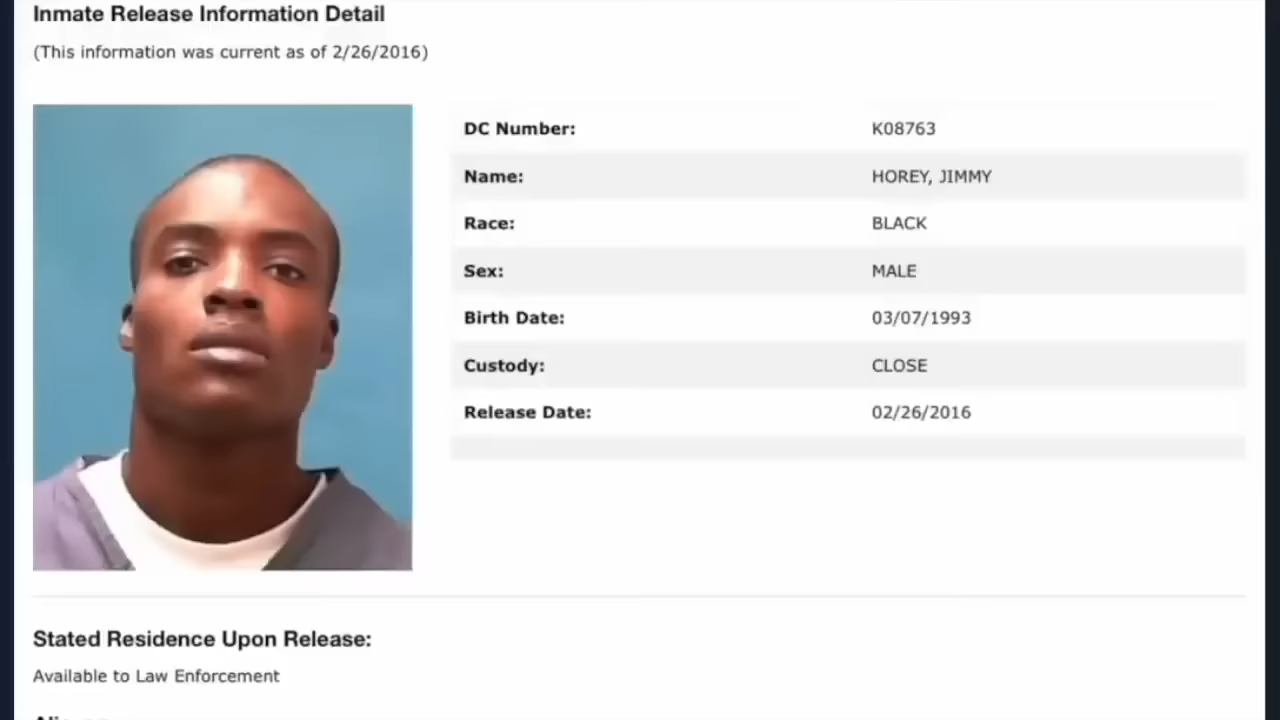 Inmate Release Information Detail
(This information was current as of 2/26/2016)
DC Number: K08763
Name: HOREY, JIMMY
Race: BLACK
Sex: MALE
Birth Date: 03/07/1993
Custody: CLOSE
Release Date: 02/26/2016
Stated Residence Upon Release:
Available to Law Enforcement